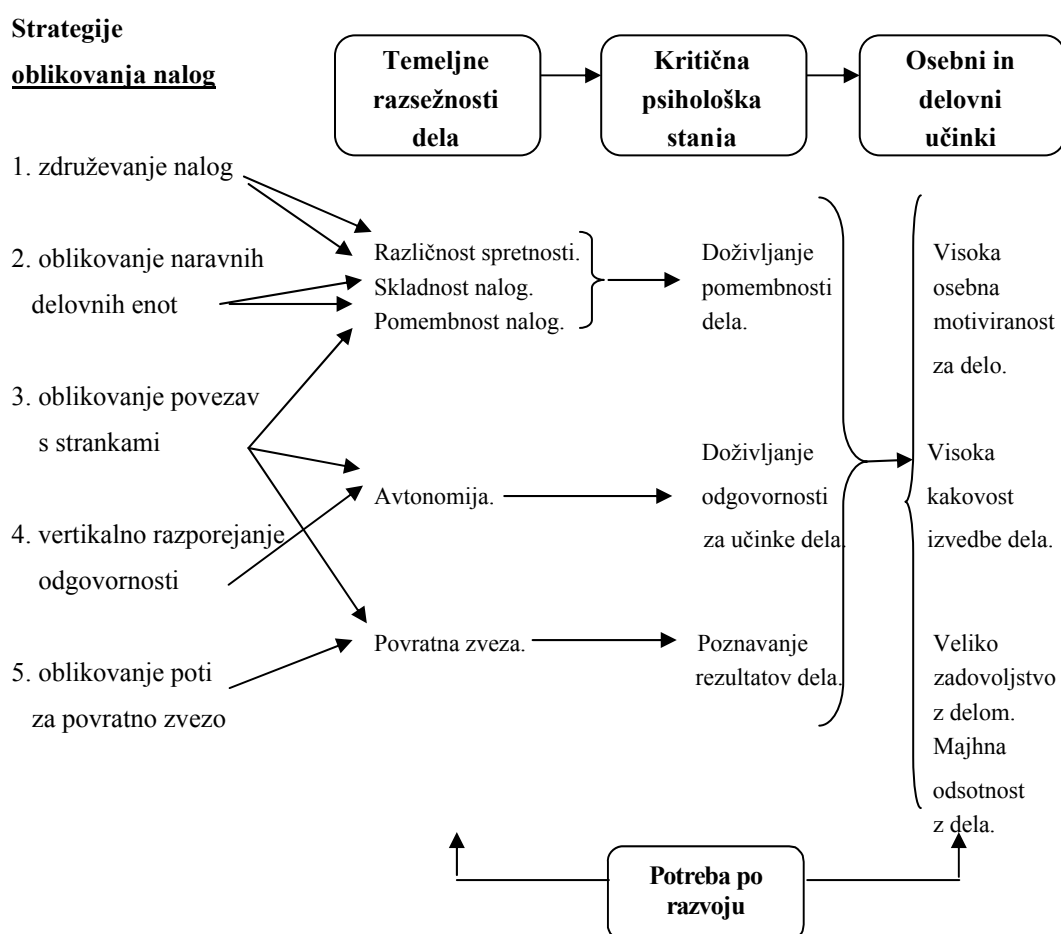 Strategije
oblikovanja nalog
Temeljne
razsežnosti
dela
Kritična
psihološka
stanja
Osebni in
delovni
učinki
1. združevanje nalog
2. oblikovanje naravnih
delovnih enot
3. oblikovanje povezav
s strankami
4. vertikalno razporejanje
odgovornosti
5. oblikovanje poti
za povratno zvezo
Različnost spretnosti.
Skladnost nalog.
Pomembnost nalog.
Avtonomija.
Povratna zveza.
Doživljanje
pomembnosti
dela.
Doživljanje
odgovornosti
za učinke dela.
Poznavanje
rezultatov dela.
Visoka
osebna
motiviranost
za delo.
Visoka
kakovost
izvedbe dela.
Veliko
zadovoljstvo
z delom.
Majhna
odsotnost
z dela.
Potreba po
razvoju